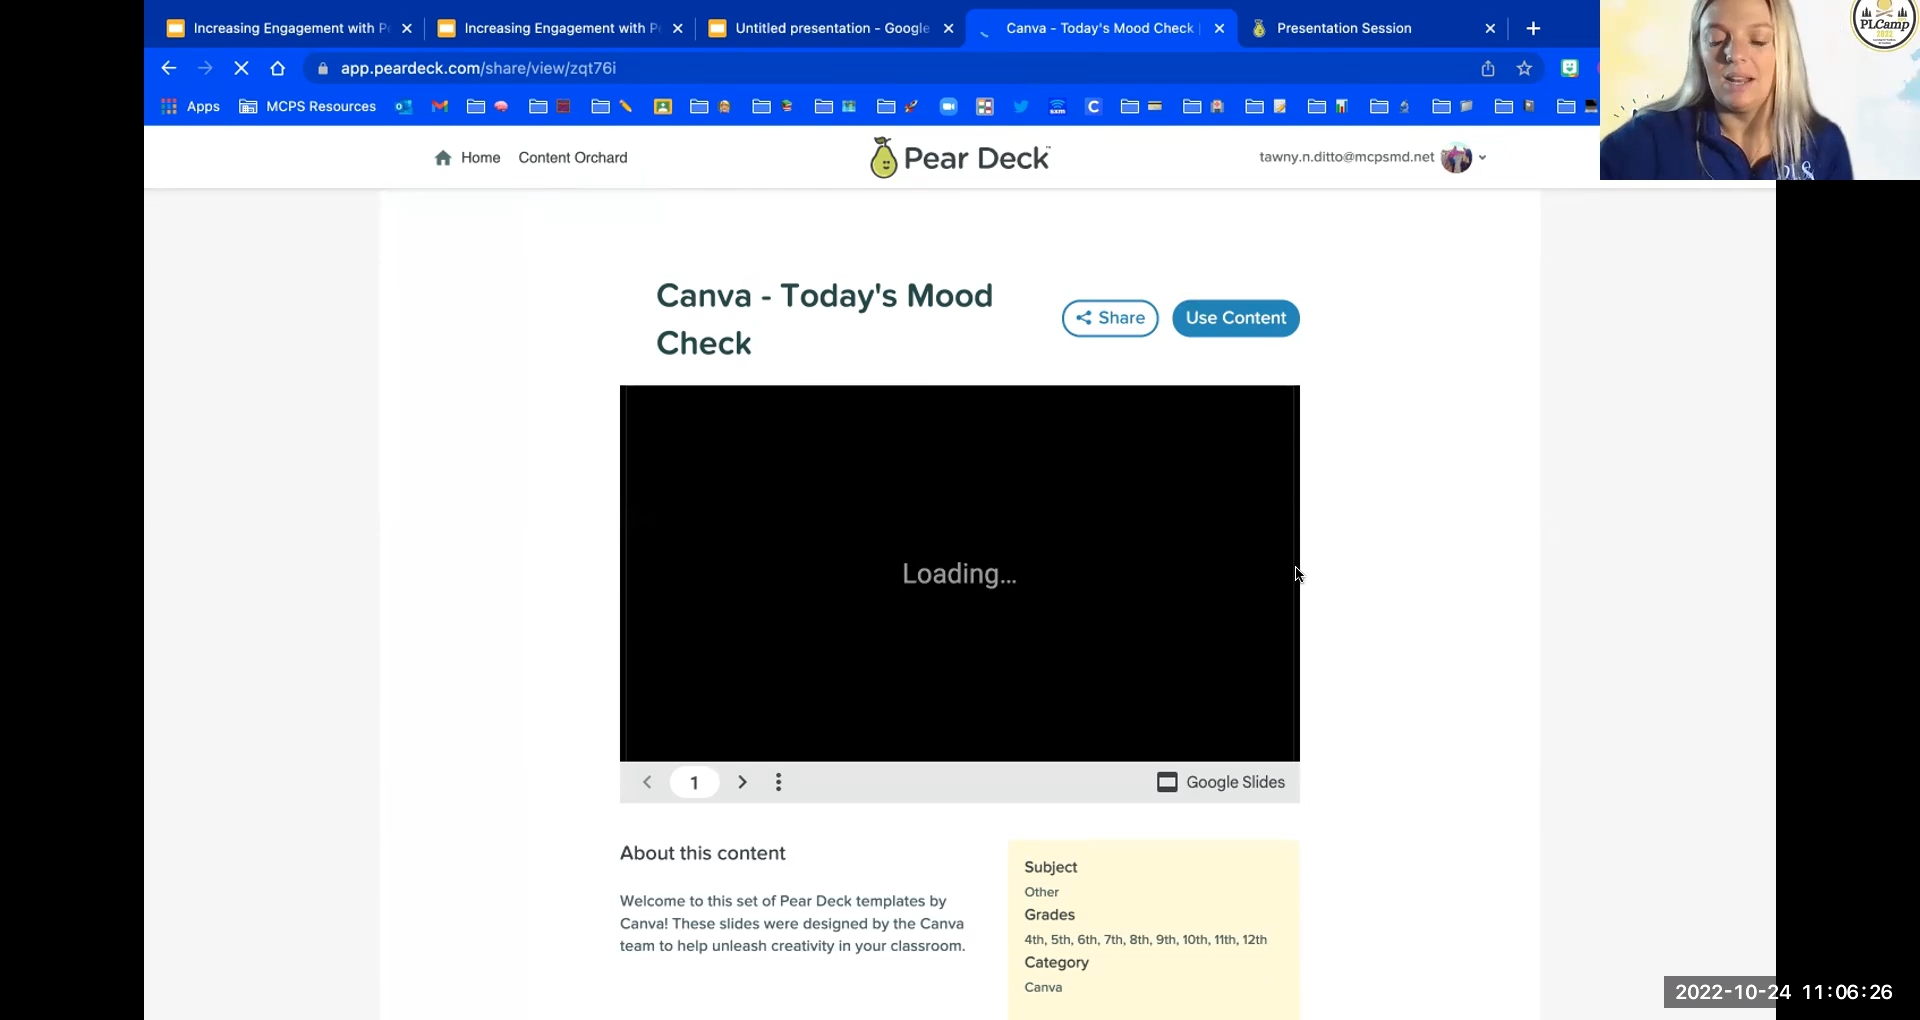 Increasing Engagement with P
Increasing Engagement with P
Untitled presentation - Google
Canva - Today's Mood Check
Presentation Session
app.peardeck.com/share/view/zqt76i
Apps
MCPS Resources
sxm
C
PLCamp
2022
Home
Content Orchard
Pear Deck
tawny.n.ditto@mcpsmd.net
Canva - Today's Mood
Check
Share
Use Content
Loading...
1
Google Slides
About this content
Welcome to this set of Pear Deck templates by
Canva! These slides were designed by the Canva
team to help unleash creativity in your classroom.
Subject
Other
Grades
4th, 5th, 6th, 7th, 8th, 9th, 10th, 11th, 12th
Category
Canva
2022-10-24 11:06:26